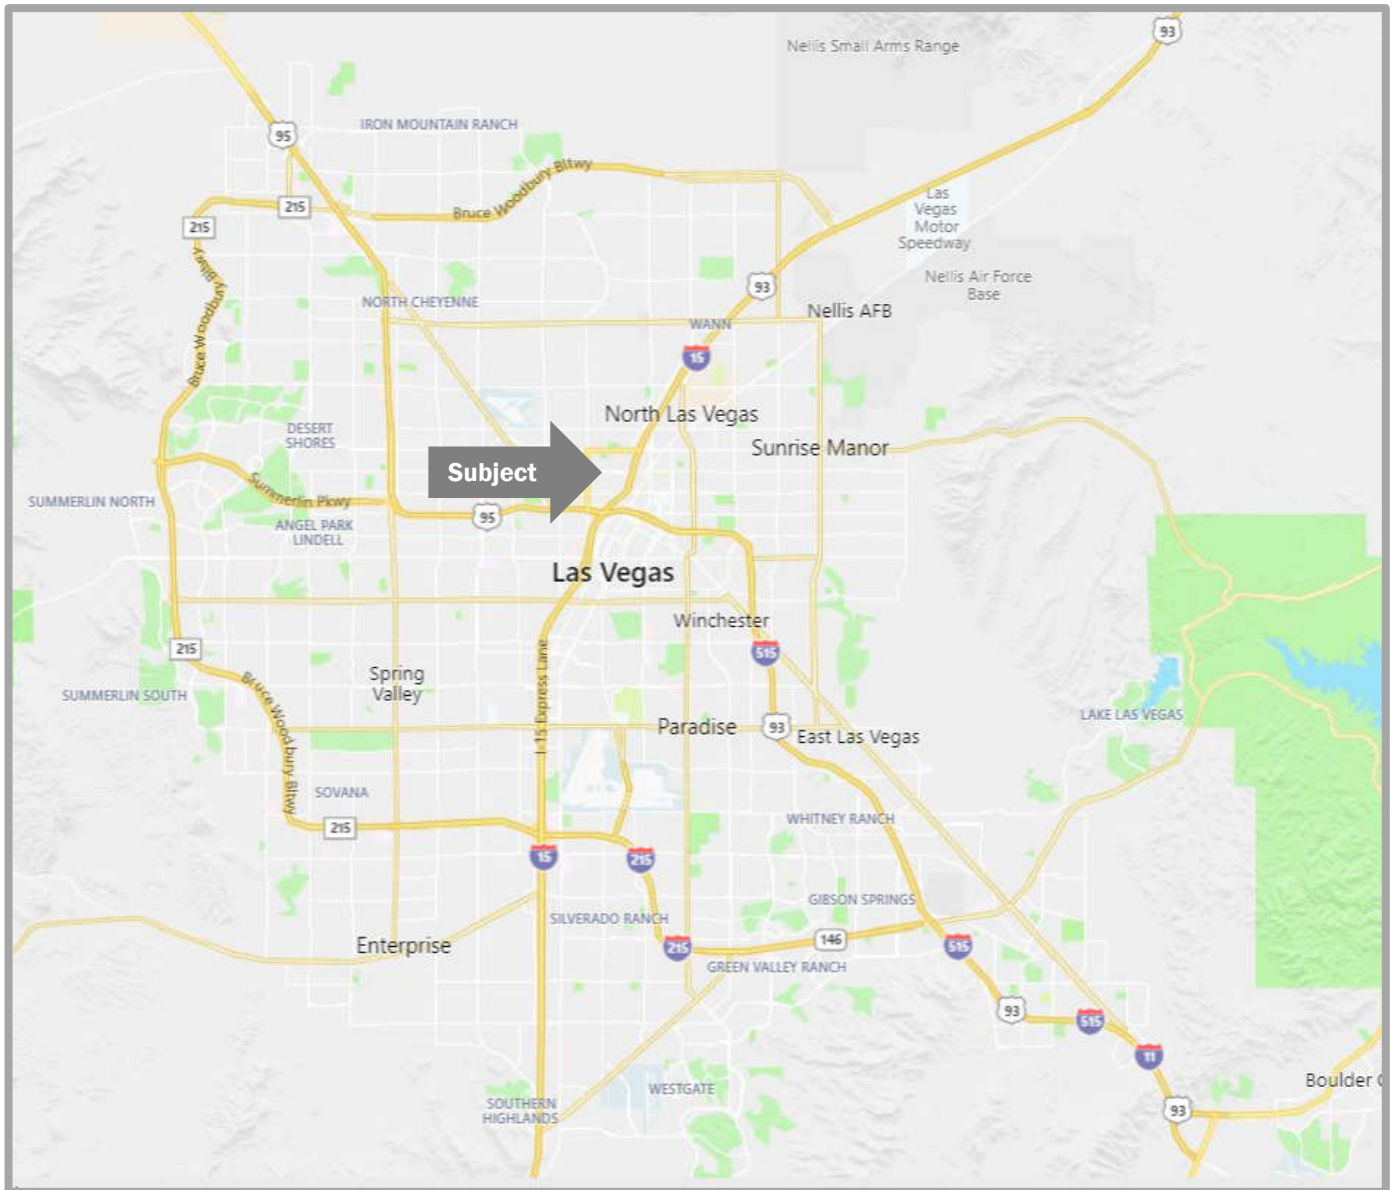 93
Nellis Small Arms Range
95
IRON MOUNTAIN RANCH
Bruce Woodbury Bltwy
215
215
Las
Vegas
Motor
Speedway
Bruce Woodbury Bltwy
Nellis Air Force
Base
93
NORTH CHEYENNE
Nellis AFB
WANN
15
North Las Vegas
DESERT
SHORES
Sunrise Manor
Subject
SUMMERLIN NORTH
Summerlin Pkwy
95
ANGEL PARK
LINDELL
Las Vegas
Winchester
215
515
Spring
Valley
SUMMERLIN SOUTH
Bruce Woodbury Bltwy
I-15 Express Lane
LAKE LAS VEGAS
Paradise
93
East Las Vegas
SOVANA
WHITNEY RANCH
215
15
215
GIBSON SPRINGS
SILVERADO RANCH
Enterprise
215
146
515
GREEN VALLEY RANCH
93
515
11
Boulder
WESTGATE
SOUTHERN
HIGHLANDS
93